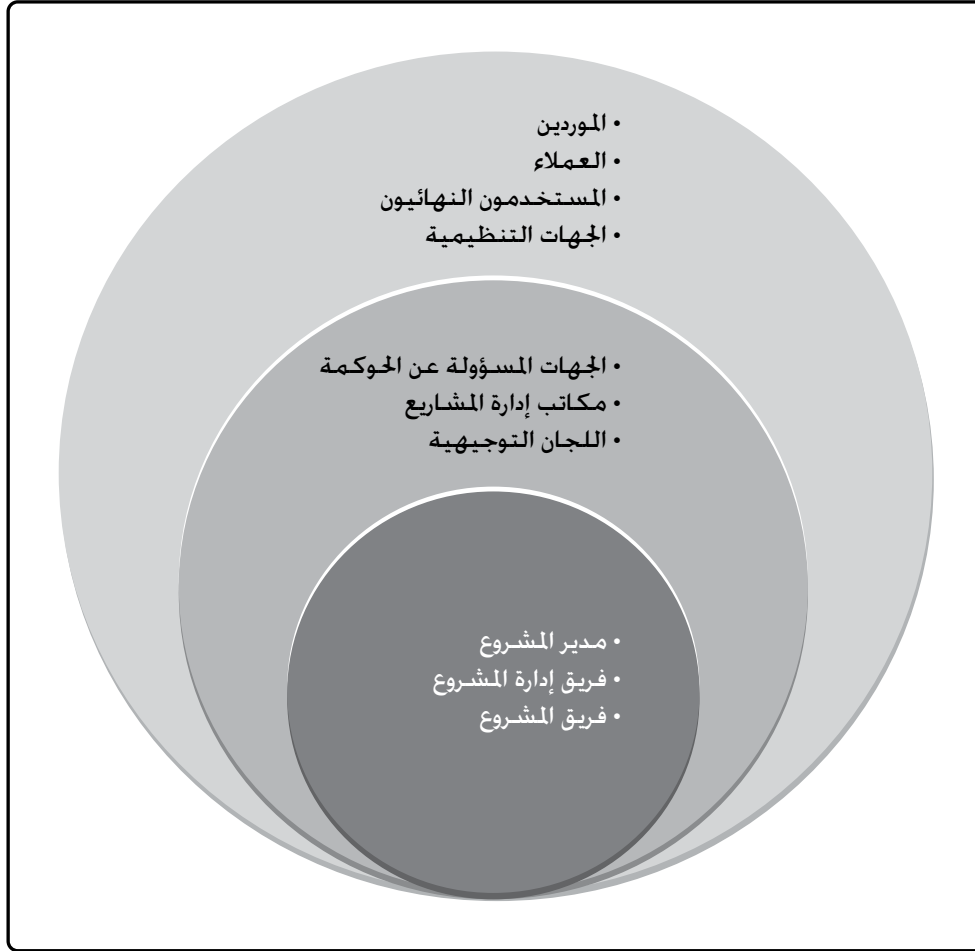 • الموردين
• العملاء
• المستخدمون النهائيون
• الجهات التنظيمية
• الجهات المسؤولة عن الحوكمة
• مكاتب إدارة المشاريع
• اللجان التوجيهية
• مدير المشروع
• فريق إدارة المشروع
• فريق المشروع